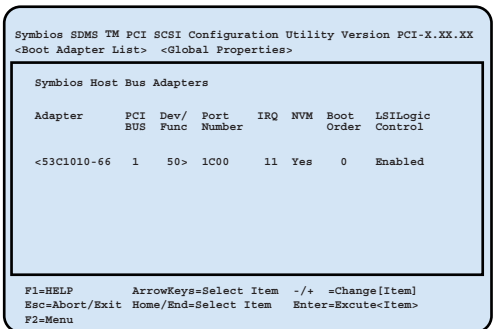 Symbios SDMS TM PCI SCSI Configuration Utility Version PCI-X.XX.XX
<Boot Adapter List> <Global Properties>
Symbios Host Bus Adapters
Adapter PCI Dev/ Port IRQ NVM Boot LSILogic
BUS Func Number Order Control
<53C1010-66 1 50> 1C00 11 Yes 0 Enabled
F1=HELP ArrowKeys=Select Item -/+ =Change[Item]
Esc=Abort/Exit Home/End=Select Item Enter=Excute<Item>
F2=Menu